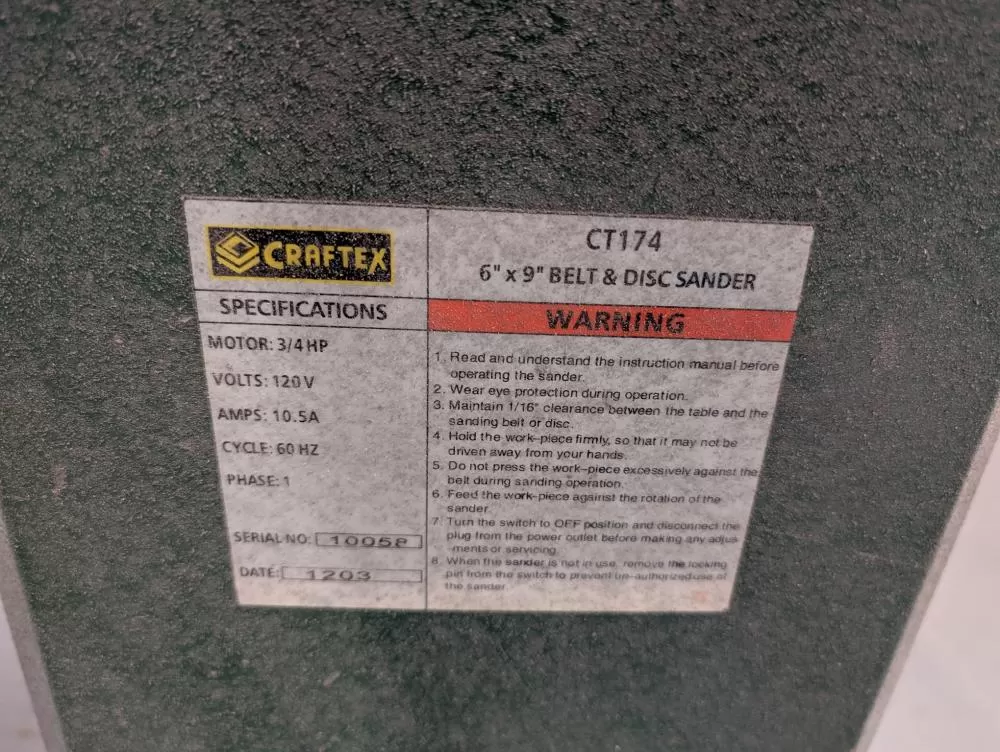 CRAFTEX
CT174
6" x 9" BELT & DISC SANDER
SPECIFICATIONS
MOTOR: 3/4 HP
VOLTS: 120V
AMPS: 10.5A
CYCLE: 60 HZ
PHASE: 1
SERIAL NO:
DATE: 1203
WARNING
1. Read and understand the instruction manual before
operating the sander.
2. Wear eye protection during operation.
3. Maintain 1/16" clearance between the table and the
sanding belt or disc.
4. Hold the work-piece firmly, so that it may not be
driven away from your hands.
5. Do not press the work-piece excessively against the
belt during sanding operation.
6. Feed the work-piece against the rotation of the
sander.
7. Turn the switch to OFF position and disconnect the
plug from the power outlet before making any adjus
-ments or servicing.
8. When the sander is not in use, remove the locking
pin from the switch to prevent un-authorized use of
the sander.